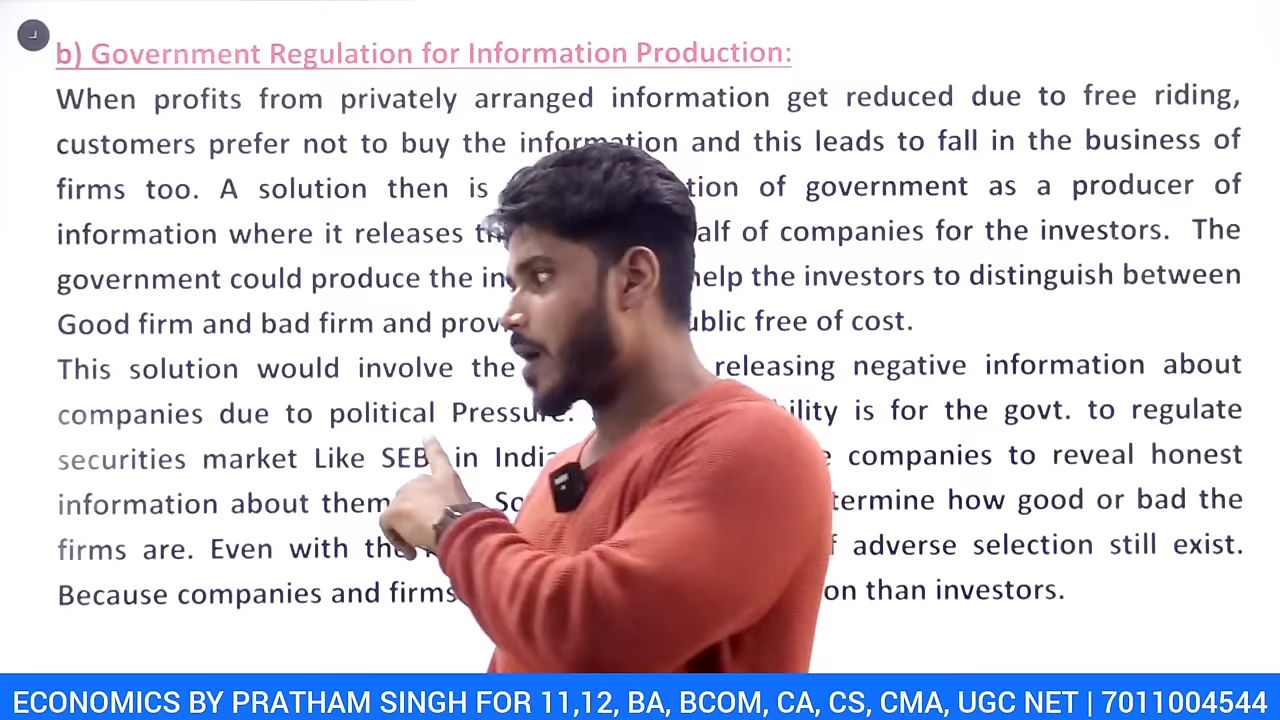 b) Government Regulation for Information Production:
When profits from privately arranged information get reduced due to free riding,
customers prefer not to buy the information and this leads to fall in the business of
firms too. A solution then is tion of government as a producer of
information where it releases alf of companies for the investors. The
government could produce the help the investors to distinguish between
Good firm and bad firm and ublic free of cost.
This solution would involve the releasing negative information about
companies due to political Pressure. bility is for the govt. to regulate
securities market Like SEB in India companies to reveal honest
information about them So termine how good or bad the
firms are. Even with the f adverse selection still exist.
Because companies and firms on than investors.
ECONOMICS BY PRATHAM SINGH FOR 11,12, BA, BCOM, CA, CS, CMA, UGC NET | 7011004544